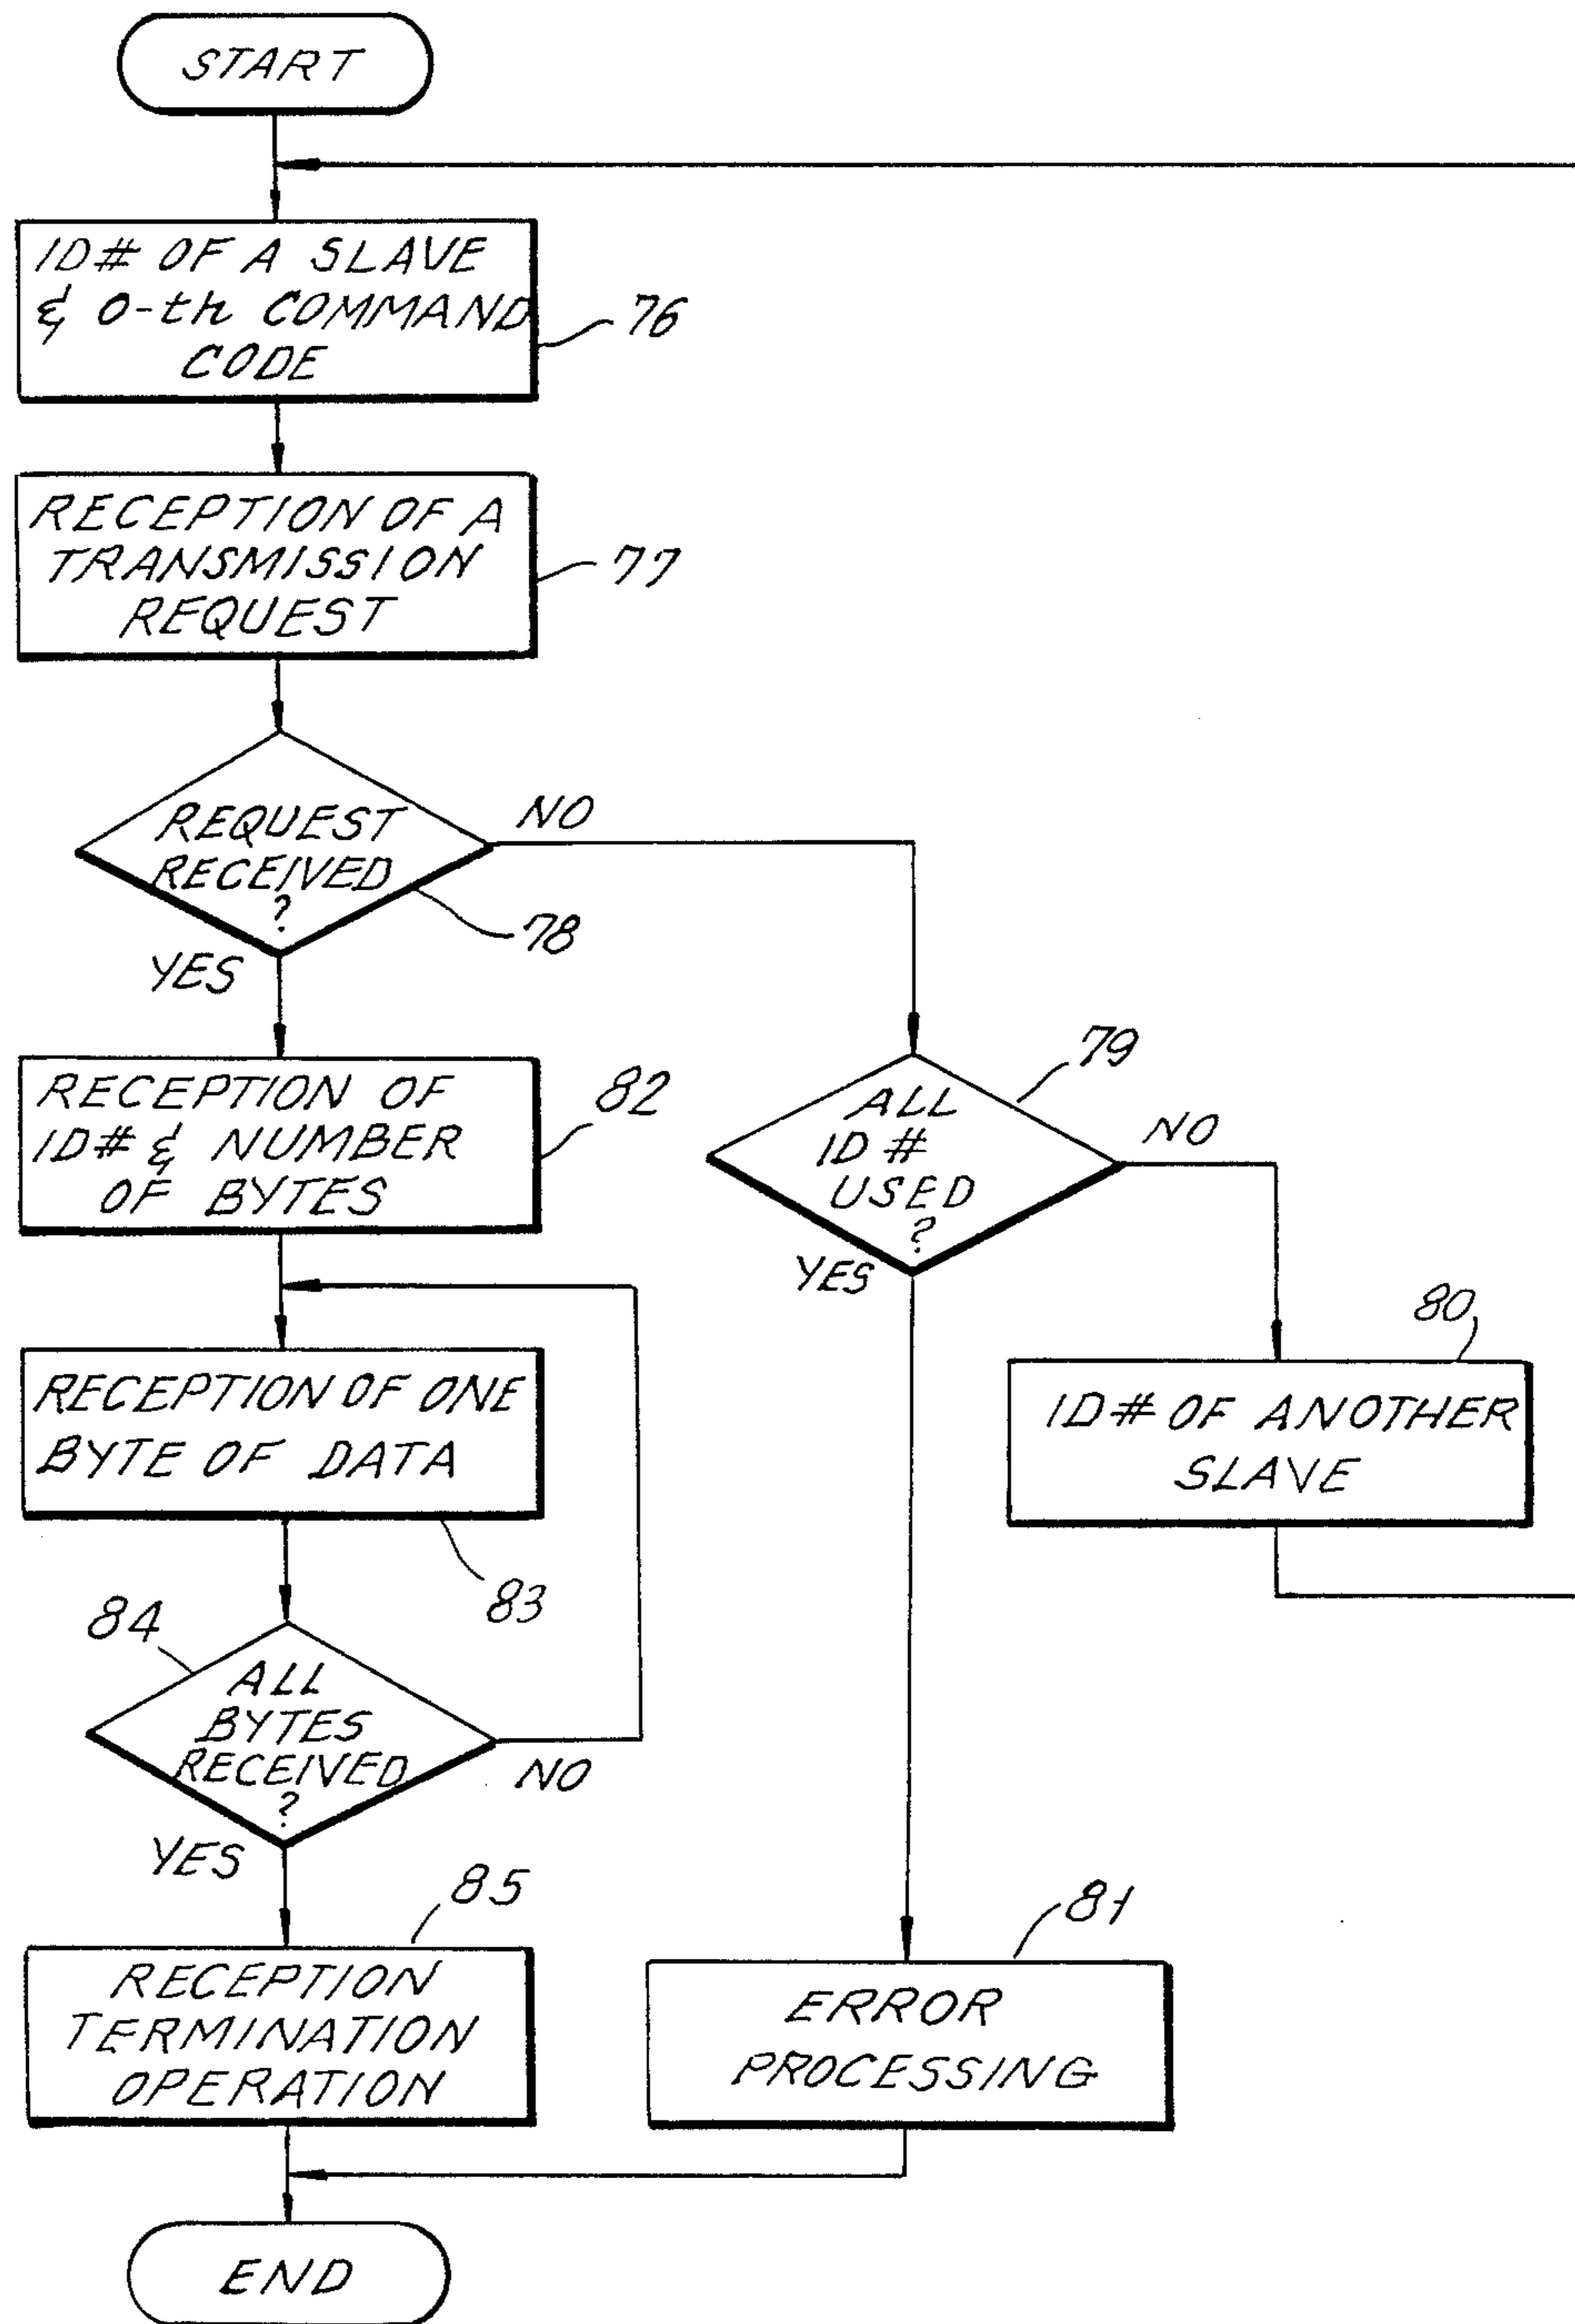 START
ID# OF A SLAVE
& 0-th COMMAND
CODE
76
RECEPTION OF A
TRANSMISSION
REQUEST
77
REQUEST
RECEIVED
?
NO
78
YES
RECEPTION OF
ID# & NUMBER
OF BYTES
82
ALL
ID #
USED
?
79
NO
YES
80
ID# OF ANOTHER
SLAVE
RECEPTION OF ONE
BYTE OF DATA
83
84
ALL
BYTES
RECEIVED
?
NO
YES
85
RECEPTION
TERMINATION
OPERATION
81
ERROR
PROCESSING
END